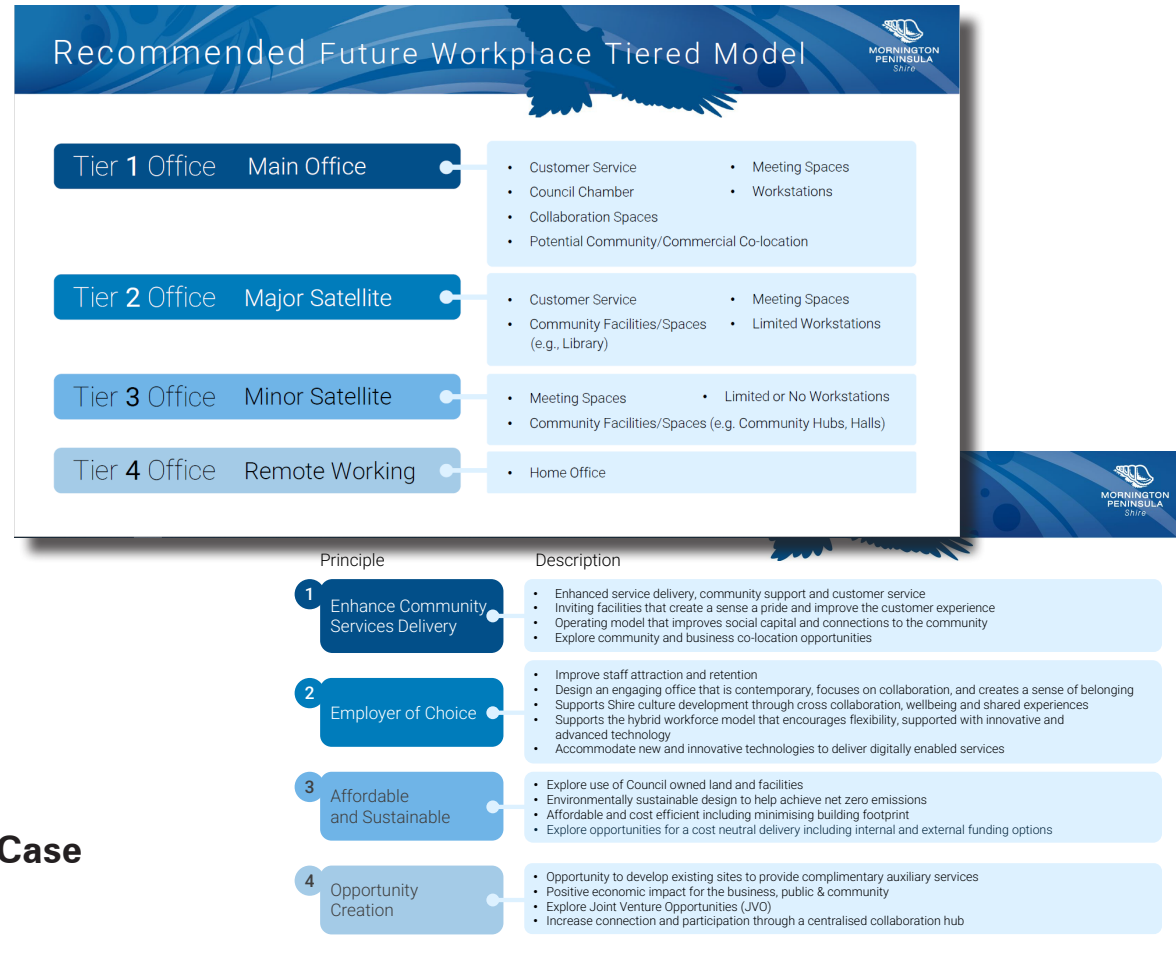 Recommended Future Workplace Tiered Model
MORNINGTON
PENINSULA
Shire
Tier 1 Office Main Office
• Customer Service
• Council Chamber
• Collaboration Spaces
• Potential Community/Commercial Co-location
• Meeting Spaces
• Workstations
Tier 2 Office Major Satellite
• Customer Service
• Community Facilities/Spaces
(e.g., Library)
• Meeting Spaces
• Limited Workstations
Tier 3 Office Minor Satellite
• Meeting Spaces
• Limited or No Workstations
• Community Facilities/Spaces (e.g. Community Hubs, Halls)
Tier 4 Office Remote Working
• Home Office
MORNINGTON
PENINSULA
Shire
Principle Description
1
Enhance Community
Services Delivery
• Enhanced service delivery, community support and customer service
• Inviting facilities that create a sense a pride and improve the customer experience
• Operating model that improves social capital and connections to the community
• Explore community and business co-location opportunities
2
Employer of Choice
• Improve staff attraction and retention
• Design an engaging office that is contemporary, focuses on collaboration, and creates a sense of belonging
• Supports Shire culture development through cross collaboration, wellbeing and shared experiences
• Supports the hybrid workforce model that encourages flexibility, supported with innovative and
advanced technology
• Accommodate new and innovative technologies to deliver digitally enabled services
3
Affordable
and Sustainable
• Explore use of Council owned land and facilities
• Environmentally sustainable design to help achieve net zero emissions
• Affordable and cost efficient including minimising building footprint
• Explore opportunities for a cost neutral delivery including internal and external funding options
Case
4
Opportunity
Creation
• Opportunity to develop existing sites to provide complimentary auxiliary services
• Positive economic impact for the business, public & community
• Explore Joint Venture Opportunities (JVO)
• Increase connection and participation through a centralised collaboration hub